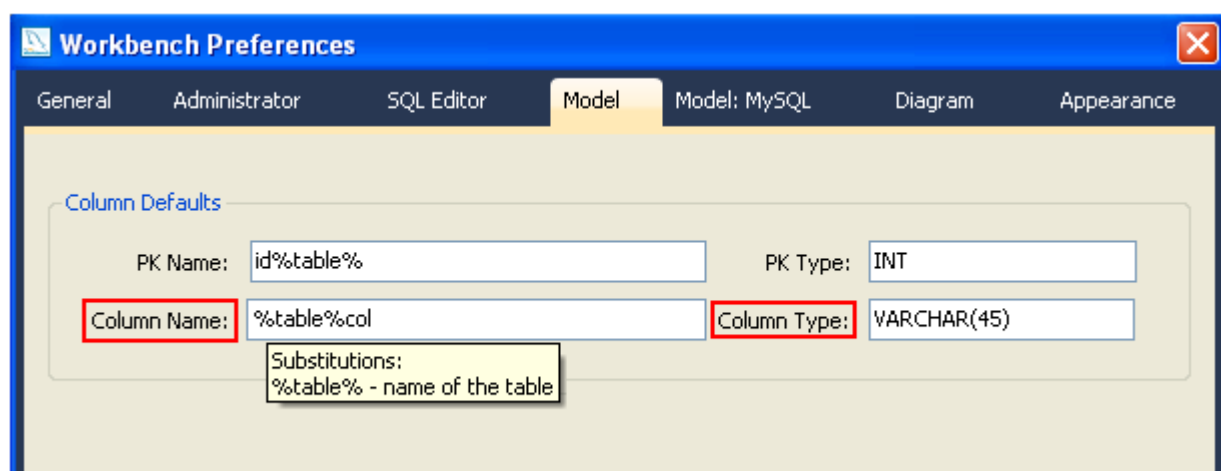 Workbench Preferences
General Administrator SQL Editor Model Model: MySQL Diagram Appearance
Column Defaults
PK Name: id%table% PK Type: INT
Column Name: %table%col Column Type: VARCHAR(45)
Substitutions:
%table% - name of the table